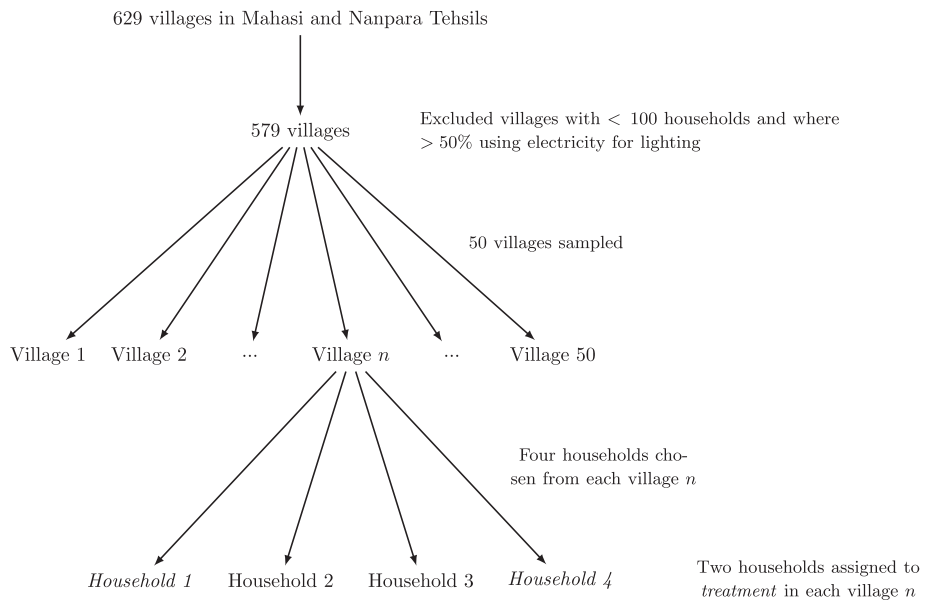 629 villages in Mahasi and Nanpara Tehsils
579 villages
Excluded villages with < 100 households and where
> 50% using electricity for lighting
50 villages sampled
Village 1 Village 2 ... Village n ... Village 50
Four households cho-
sen from each village n
Household 1 Household 2 Household 3 Household 4
Two households assigned to
treatment in each village n